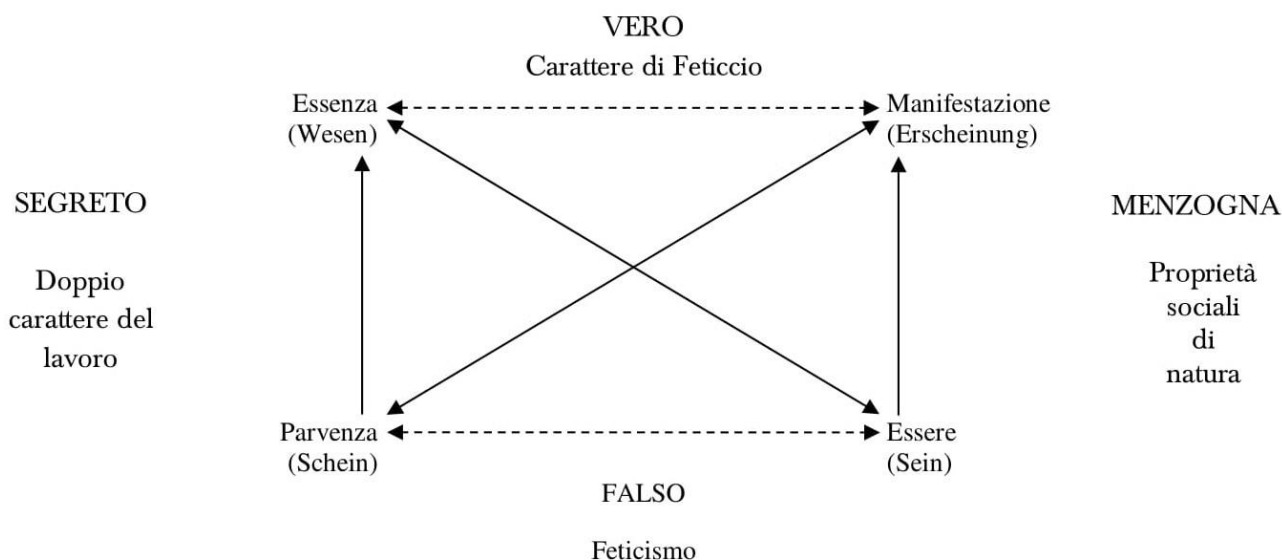 VERO
Carattere di Feticcio
Essenza
(Wesen)
Manifestazione
(Erscheinung)
SEGRETO
Doppio
carattere del
lavoro
MENZOGNA
Proprietà
sociali
di
natura
Parvenza
(Schein)
Essere
(Sein)
FALSO
Feticismo